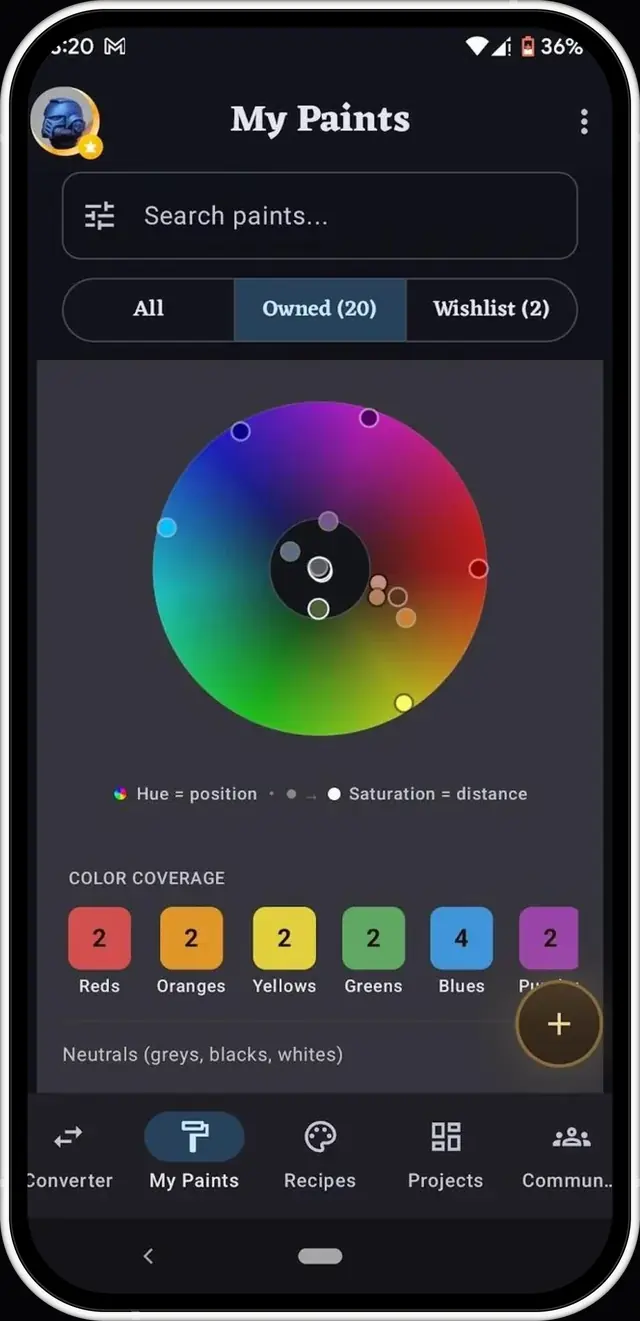 :20 36%
My Paints
Search paints...
All Owned (20) Wishlist (2)
Hue = position • → Saturation = distance
COLOR COVERAGE
2 2 2 2 4 2
Reds Oranges Yellows Greens Blues
+
Neutrals (greys, blacks, whites)
Converter My Paints Recipes Projects Commun..